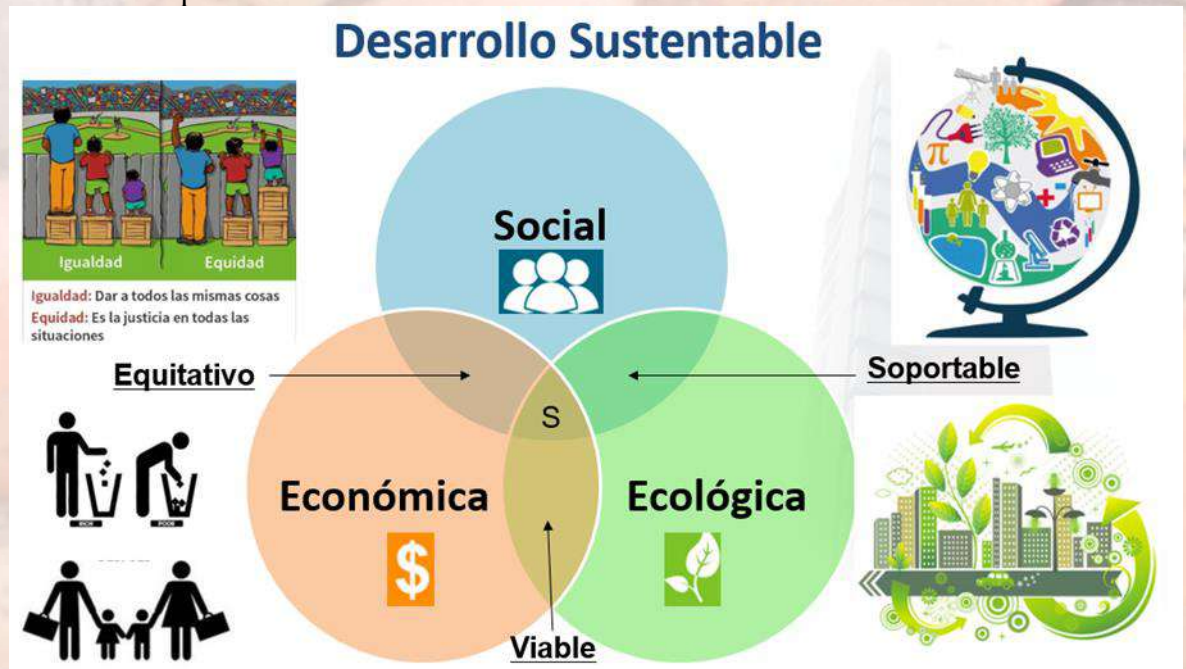 Desarrollo Sustentable
Igualdad
Equidad
Igualdad: Dar a todos las mismas cosas
Equidad: Es la justicia en todas las
situaciones
Social
Equitativo
Soportable
S
Económica
Ecológica
$
Viable
π